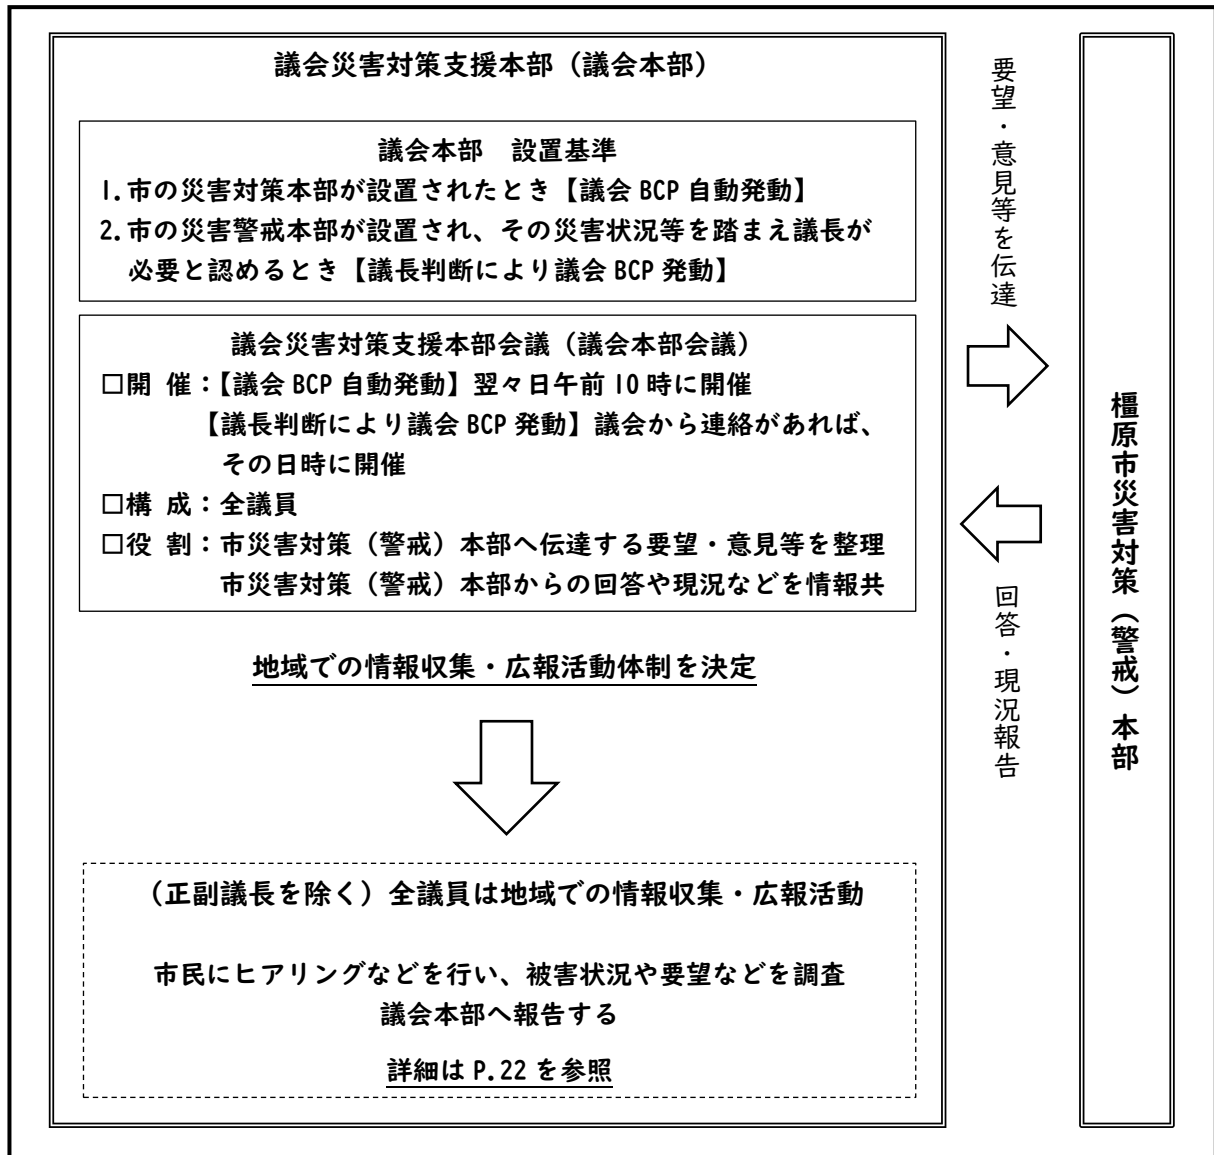 議会災害対策支援本部（議会本部）
議会本部　設置基準
1.市の災害対策本部が設置されたとき【議会 BCP 自動発動】
2.市の災害警戒本部が設置され、その災害状況等を踏まえ議長が
必要と認めるとき【議長判断により議会 BCP 発動】
議会災害対策支援本部会議（議会本部会議）
□開 催：【議会 BCP 自動発動】翌々日午前 10 時に開催
【議長判断により議会 BCP 発動】議会から連絡があれば、
その日時に開催
□構 成：全議員
□役 割：市災害対策（警戒）本部へ伝達する要望・意見等を整理
市災害対策（警戒）本部からの回答や現況などを情報共
地域での情報収集・広報活動体制を決定
（正副議長を除く）全議員は地域での情報収集・広報活動
市民にヒアリングなどを行い、被害状況や要望などを調査
議会本部へ報告する
詳細は P.22 を参照
要望・意見等を伝達
回答・現況報告
橿原市災害対策（警戒）本部